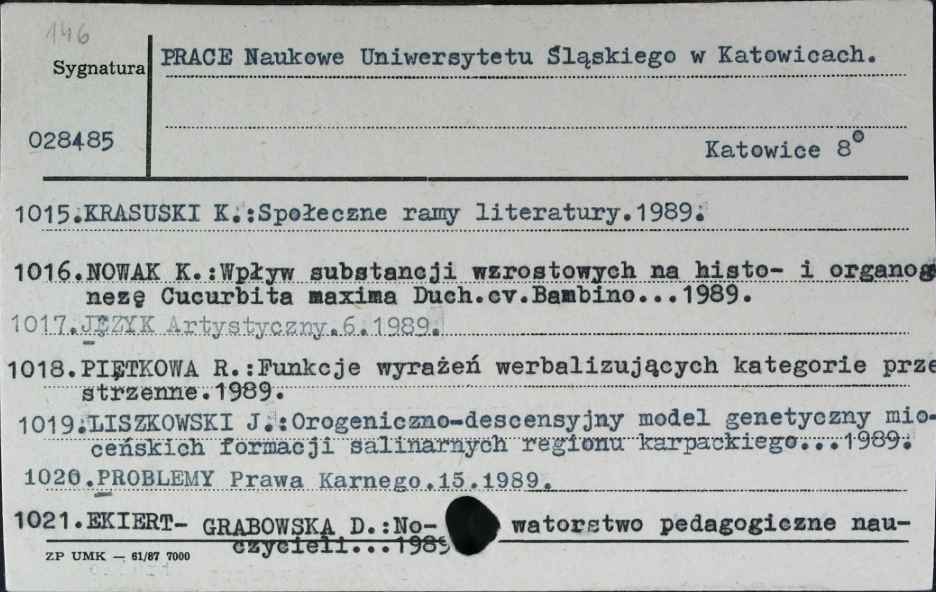 146
Sygnatura
PRACE Naukowe Uniwersytetu Śląskiego w Katowicach.
028485
Katowice 8°
1015.KRASUSKI K.:Społeczne ramy literatury.1989.
1016.NOWAK K.:Wpływ substancji wzrostowych na histo- i organog
nezę Cucurbita maxima Duch.cv.Bambino...1989.
1017.JĘZYK Artystyczny.6.1989.
1018.PIĘTKOWA R.:Funkcje wyrażeń werbalizujących kategorie prze
strzenne.1989.
1019.LISZKOWSKI J.:Orogeniczno-descensyjny model genetyczny mio-
ceńskich formacji salinarnych regionu karpackiego...1989.
1020.PROBLEMY Prawa Karnego.15.1989.
1021.EKIERT- GRABOWSKA D.:No- watorstwo pedagogiczne nau-
czycieli...1989
ZP UMK — 61/87 7000